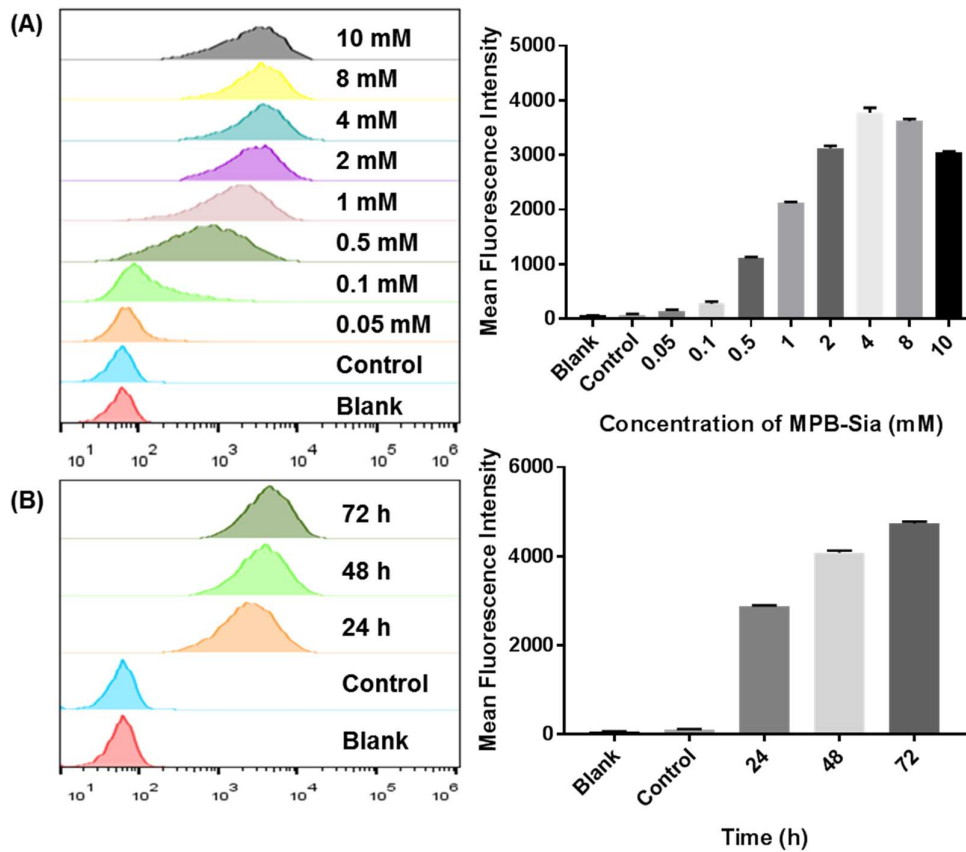 (A)
10 mM
8 mM
4 mM
2 mM
1 mM
0.5 mM
0.1 mM
0.05 mM
Control
Blank
10¹ 10² 10³ 10⁴ 10⁵ 10⁶
Mean Fluorescence Intensity
5000
4000
3000
2000
1000
0
Blank Control 0.05 0.1 0.5 1 2 4 8 10
Concentration of MPB-Sia (mM)
(B)
72 h
48 h
24 h
Control
Blank
10¹ 10² 10³ 10⁴ 10⁵ 10⁶
Mean Fluorescence Intensity
6000
4000
2000
0
Blank Control 24 48 72
Time (h)